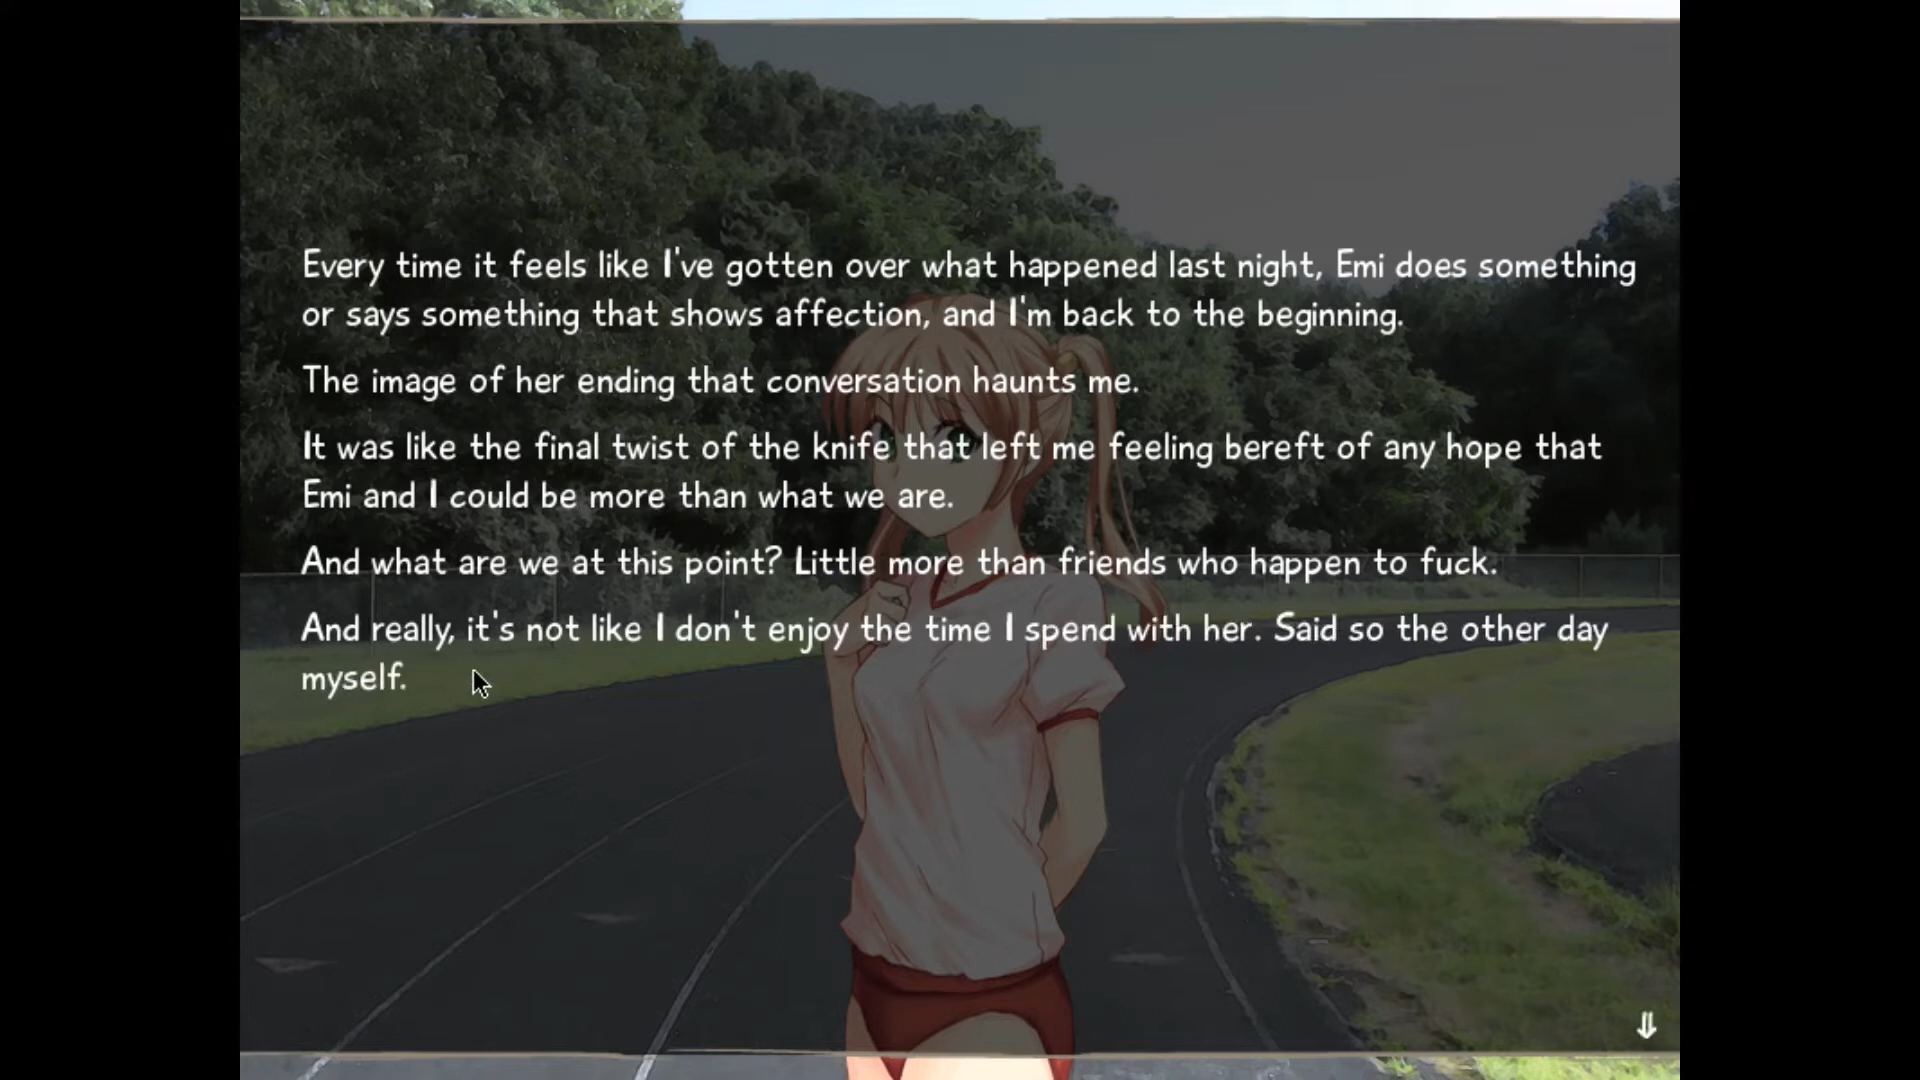 Every time it feels like I've gotten over what happened last night, Emi does something
or says something that shows affection, and I'm back to the beginning.
The image of her ending that conversation haunts me.
It was like the final twist of the knife that left me feeling bereft of any hope that
Emi and I could be more than what we are.
And what are we at this point? Little more than friends who happen to fuck.
And really, it's not like I don't enjoy the time I spend with her. Said so the other day
myself.